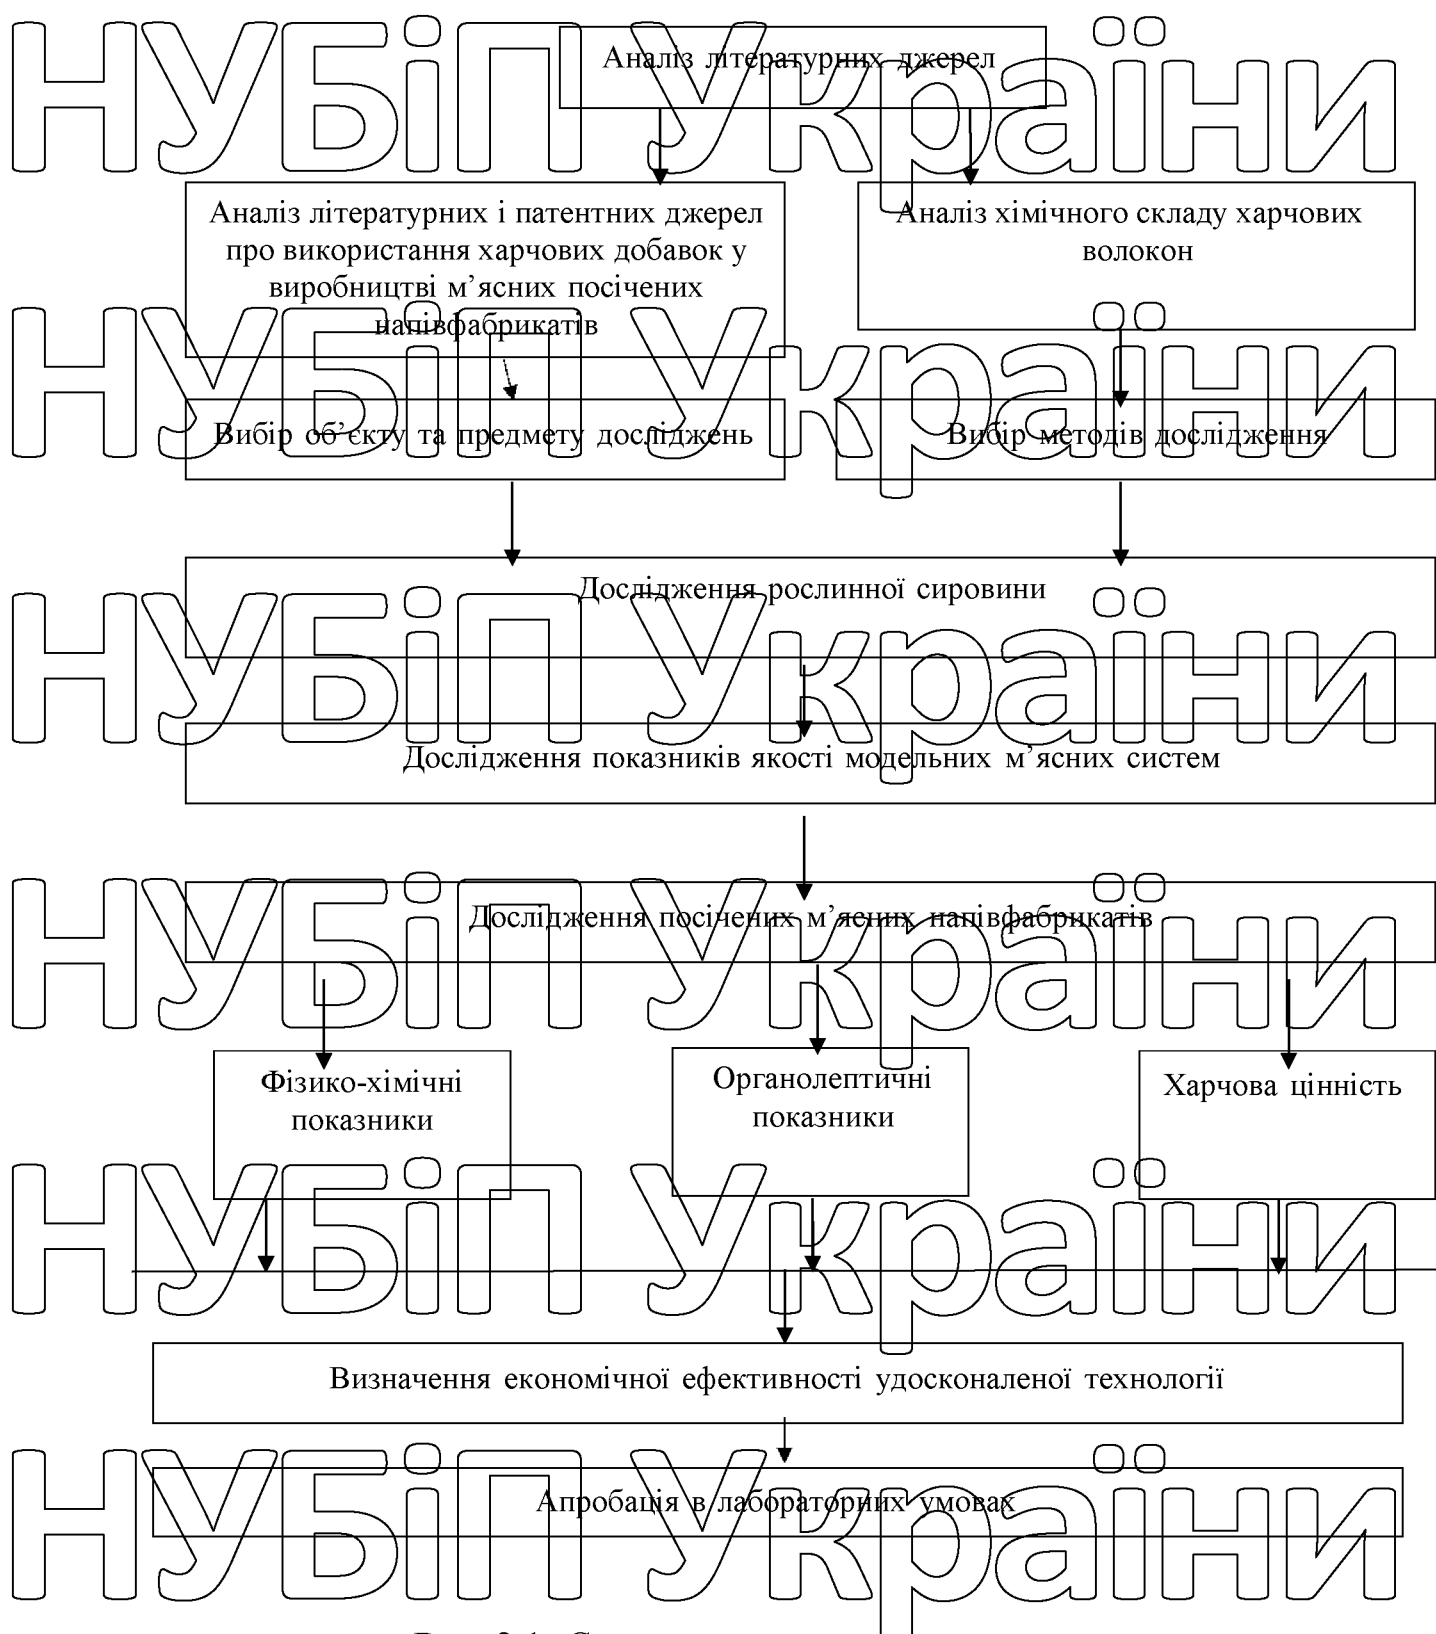 НУБіП України
Аналіз літературних джерел
Аналіз літературних і патентних джерел
про використання харчових добавок у
виробництві м’ясних посічених
напівфабрикатів
Аналіз хімічного складу харчових
волокон
НУБіП України
Вибір об’єкту та предмету досліджень
Вибір методів дослідження
НУБіП України
Дослідження рослинної сировини
Дослідження показників якості модельних м’ясних систем
НУБіП України
Дослідження посічених м’ясних напівфабрикатів
Фізико-хімічні
показники
Органолептичні
показники
Харчова цінність
НУБіП України
Визначення економічної ефективності удосконаленої технології
НУБіП України
Апробація в лабораторних умовах